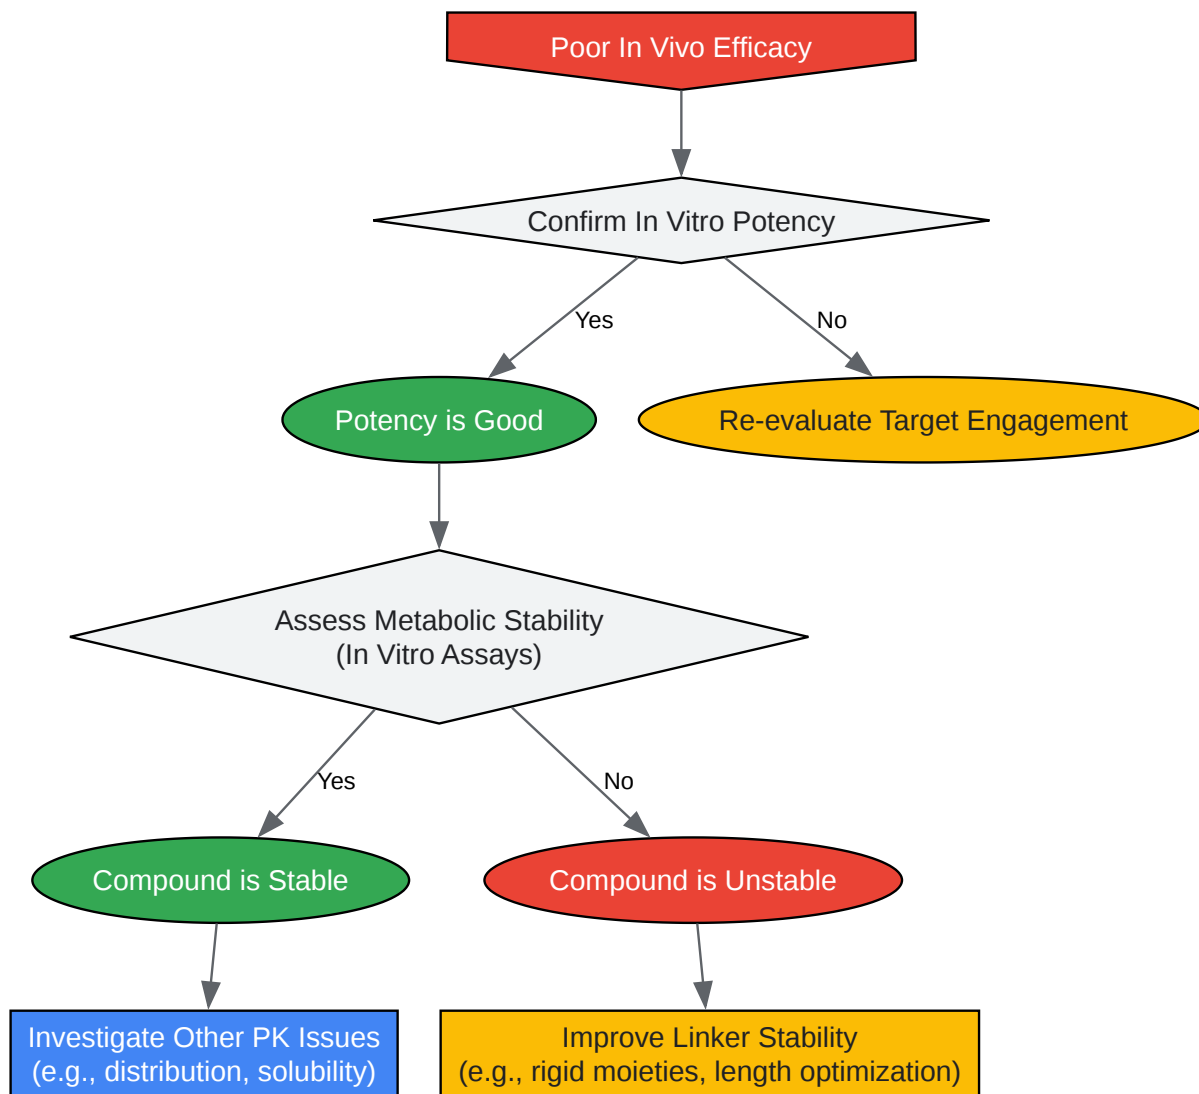 Poor In Vivo Efficacy
Confirm In Vitro Potency
Yes
No
Potency is Good
Re-evaluate Target Engagement
Assess Metabolic Stability
(In Vitro Assays)
Yes
No
Compound is Stable
Compound is Unstable
Investigate Other PK Issues
(e.g., distribution, solubility)
Improve Linker Stability
(e.g., rigid moieties, length optimization)